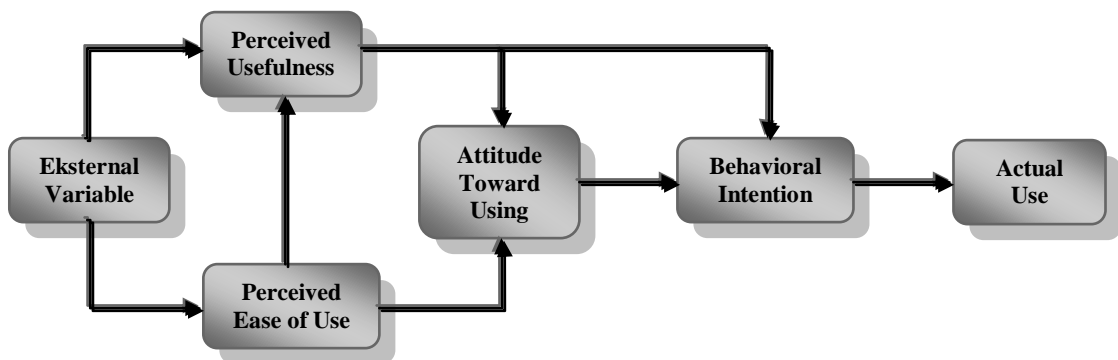 Perceived
Usefulness
Eksternal
Variable
Attitude
Toward
Using
Behavioral
Intention
Actual
Use
Perceived
Ease of Use